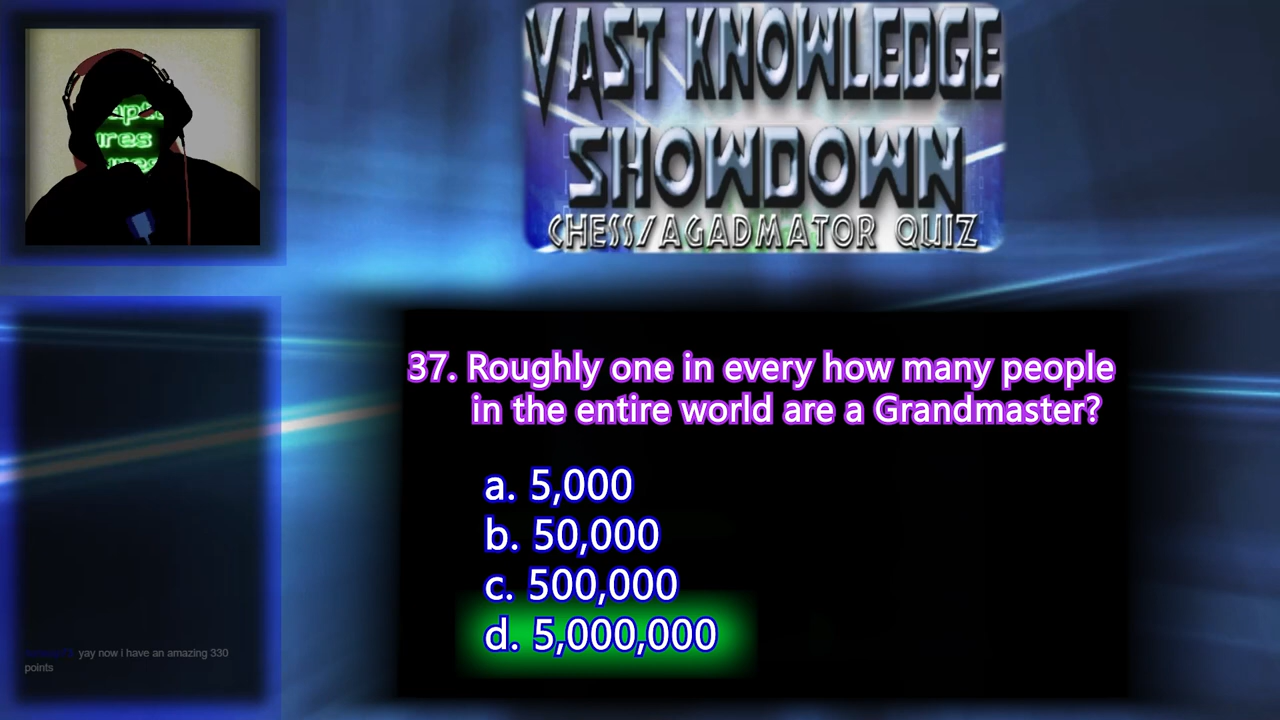 VAST KNOWLEDGE
SHOWDOWN
CHESS/AGADMATOR QUIZ
ures
37. Roughly one in every how many people
in the entire world are a Grandmaster?
a. 5,000
b. 50,000
c. 500,000
d. 5,000,000
yay now i have an amazing 330
points